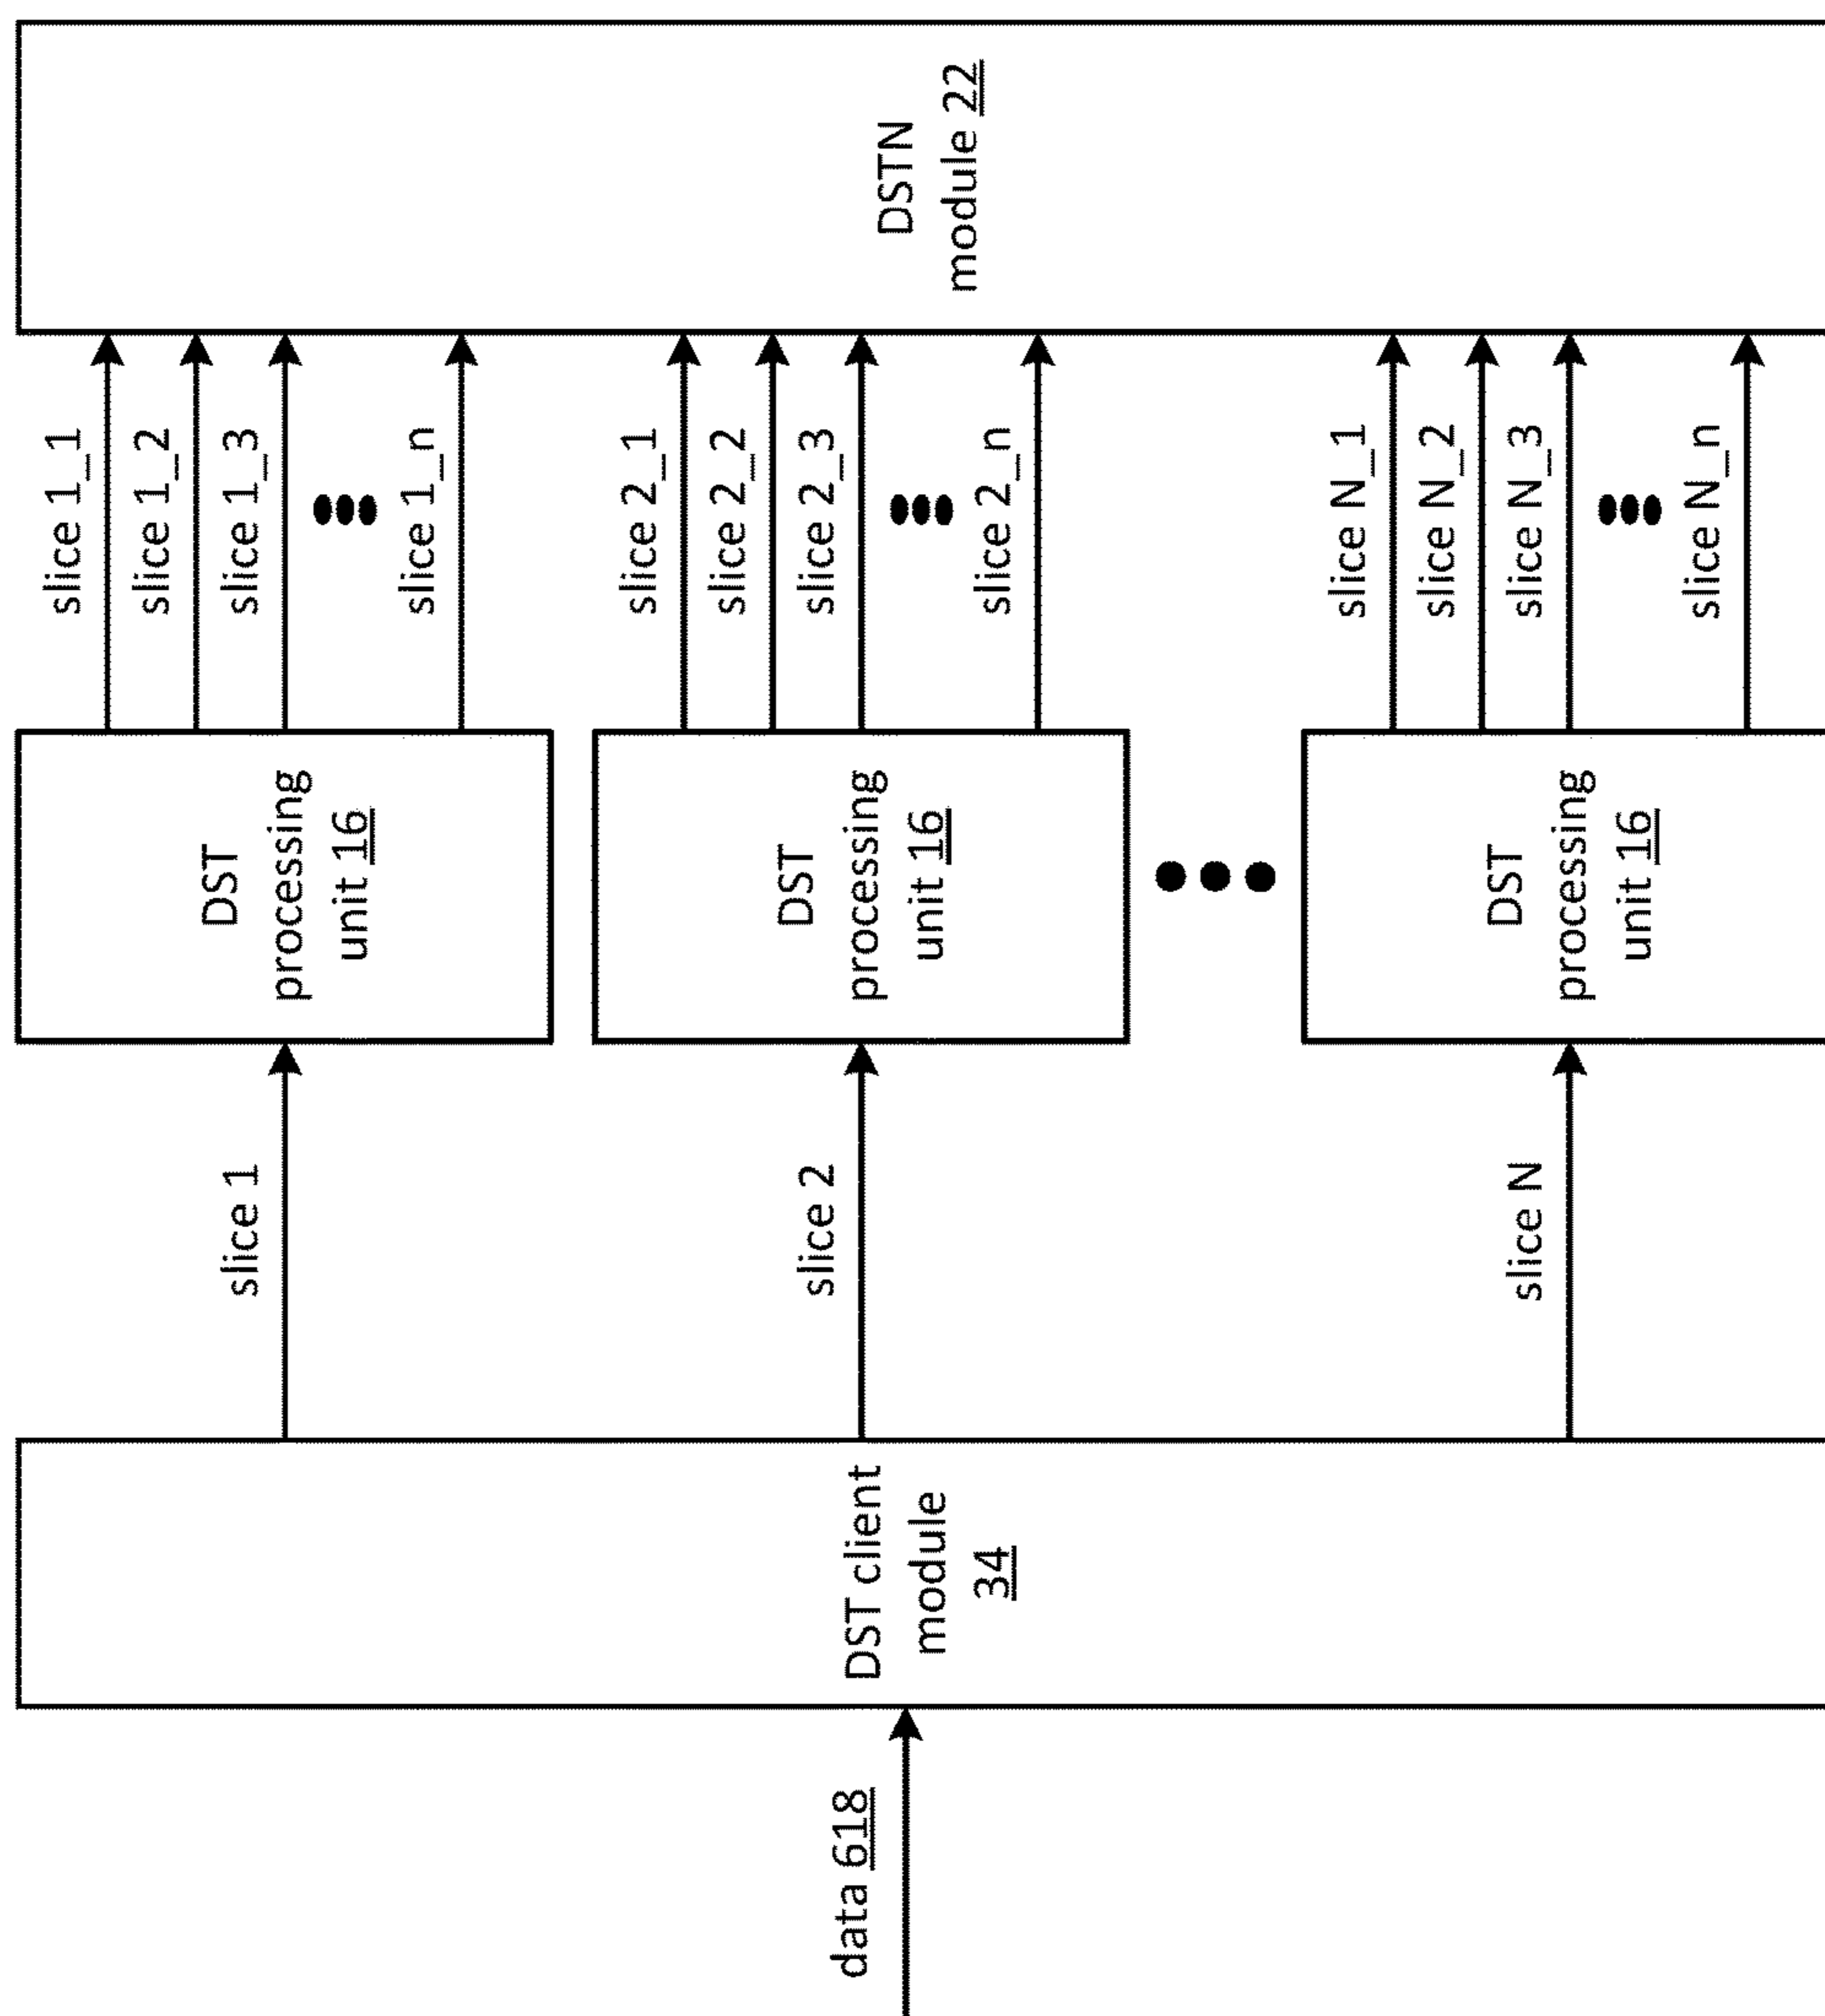 data 618
DST client
module
34
slice 1
slice 2
slice N
DST
processing
unit 16
DST
processing
unit 16
DST
processing
unit 16
slice 1_1
slice 1_2
slice 1_3
slice 1_n
slice 2_1
slice 2_2
slice 2_3
slice 2_n
slice N_1
slice N_2
slice N_3
slice N_n
DSTN
module 22